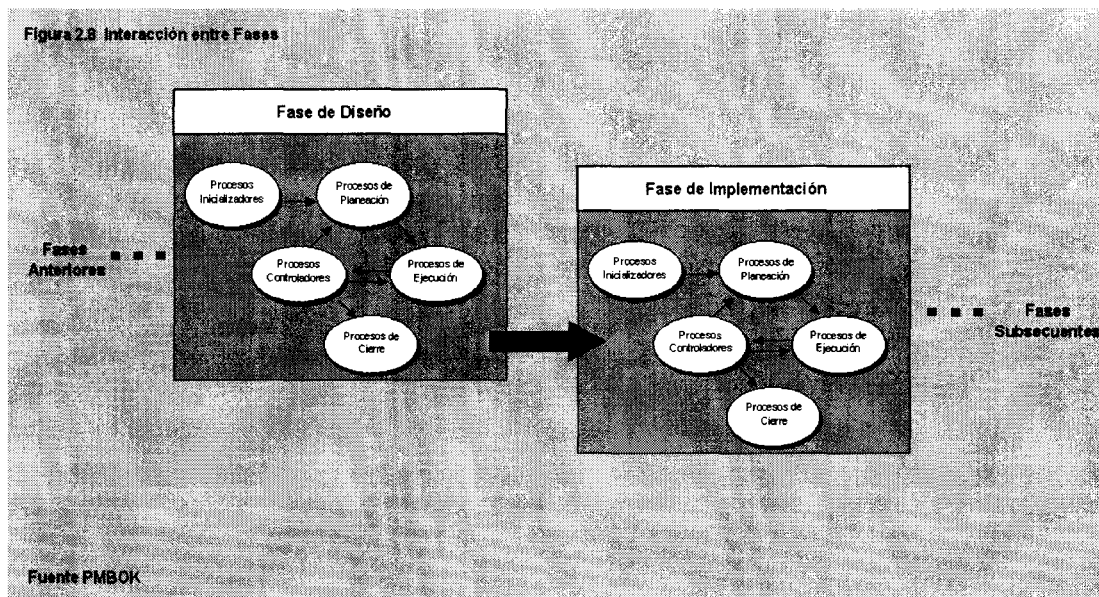 Figura 2.8 Interacción entre Fases
Fase de Diseño
Procesos
Inicializadores
Procesos de
Planeación
Procesos
Controladores
Procesos de
Ejecución
Procesos de
Cierre
Fases
Anteriores
Fase de Implementación
Procesos
Inicializadores
Procesos de
Planeación
Procesos
Controladores
Procesos de
Ejecución
Procesos de
Cierre
Fases
Subsecuentes
Fuente PMBOK